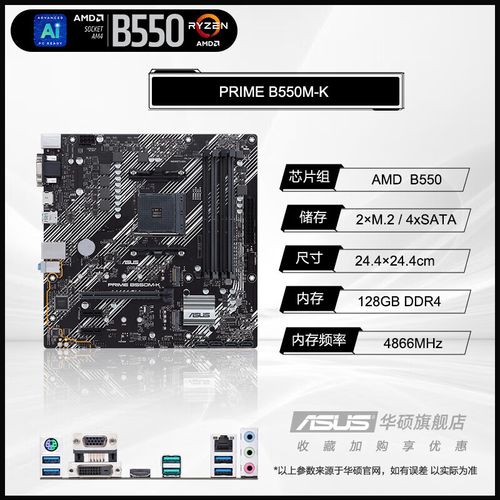 ADVANCED
Ai
PC READY
AMD
SOCKET
AM4
B550
RYZEN
AMD
PRIME B550M-K
芯片组 AMD B550
储存 2×M.2 / 4xSATA
尺寸 24.4×24.4cm
内存 128GB DDR4
内存频率 4866MHz
PRIME B550M-K
ASUS
ASUS 华硕旗舰店
收藏加购享优惠
*以上参数来源于华硕官网，如有误差 以实际为准